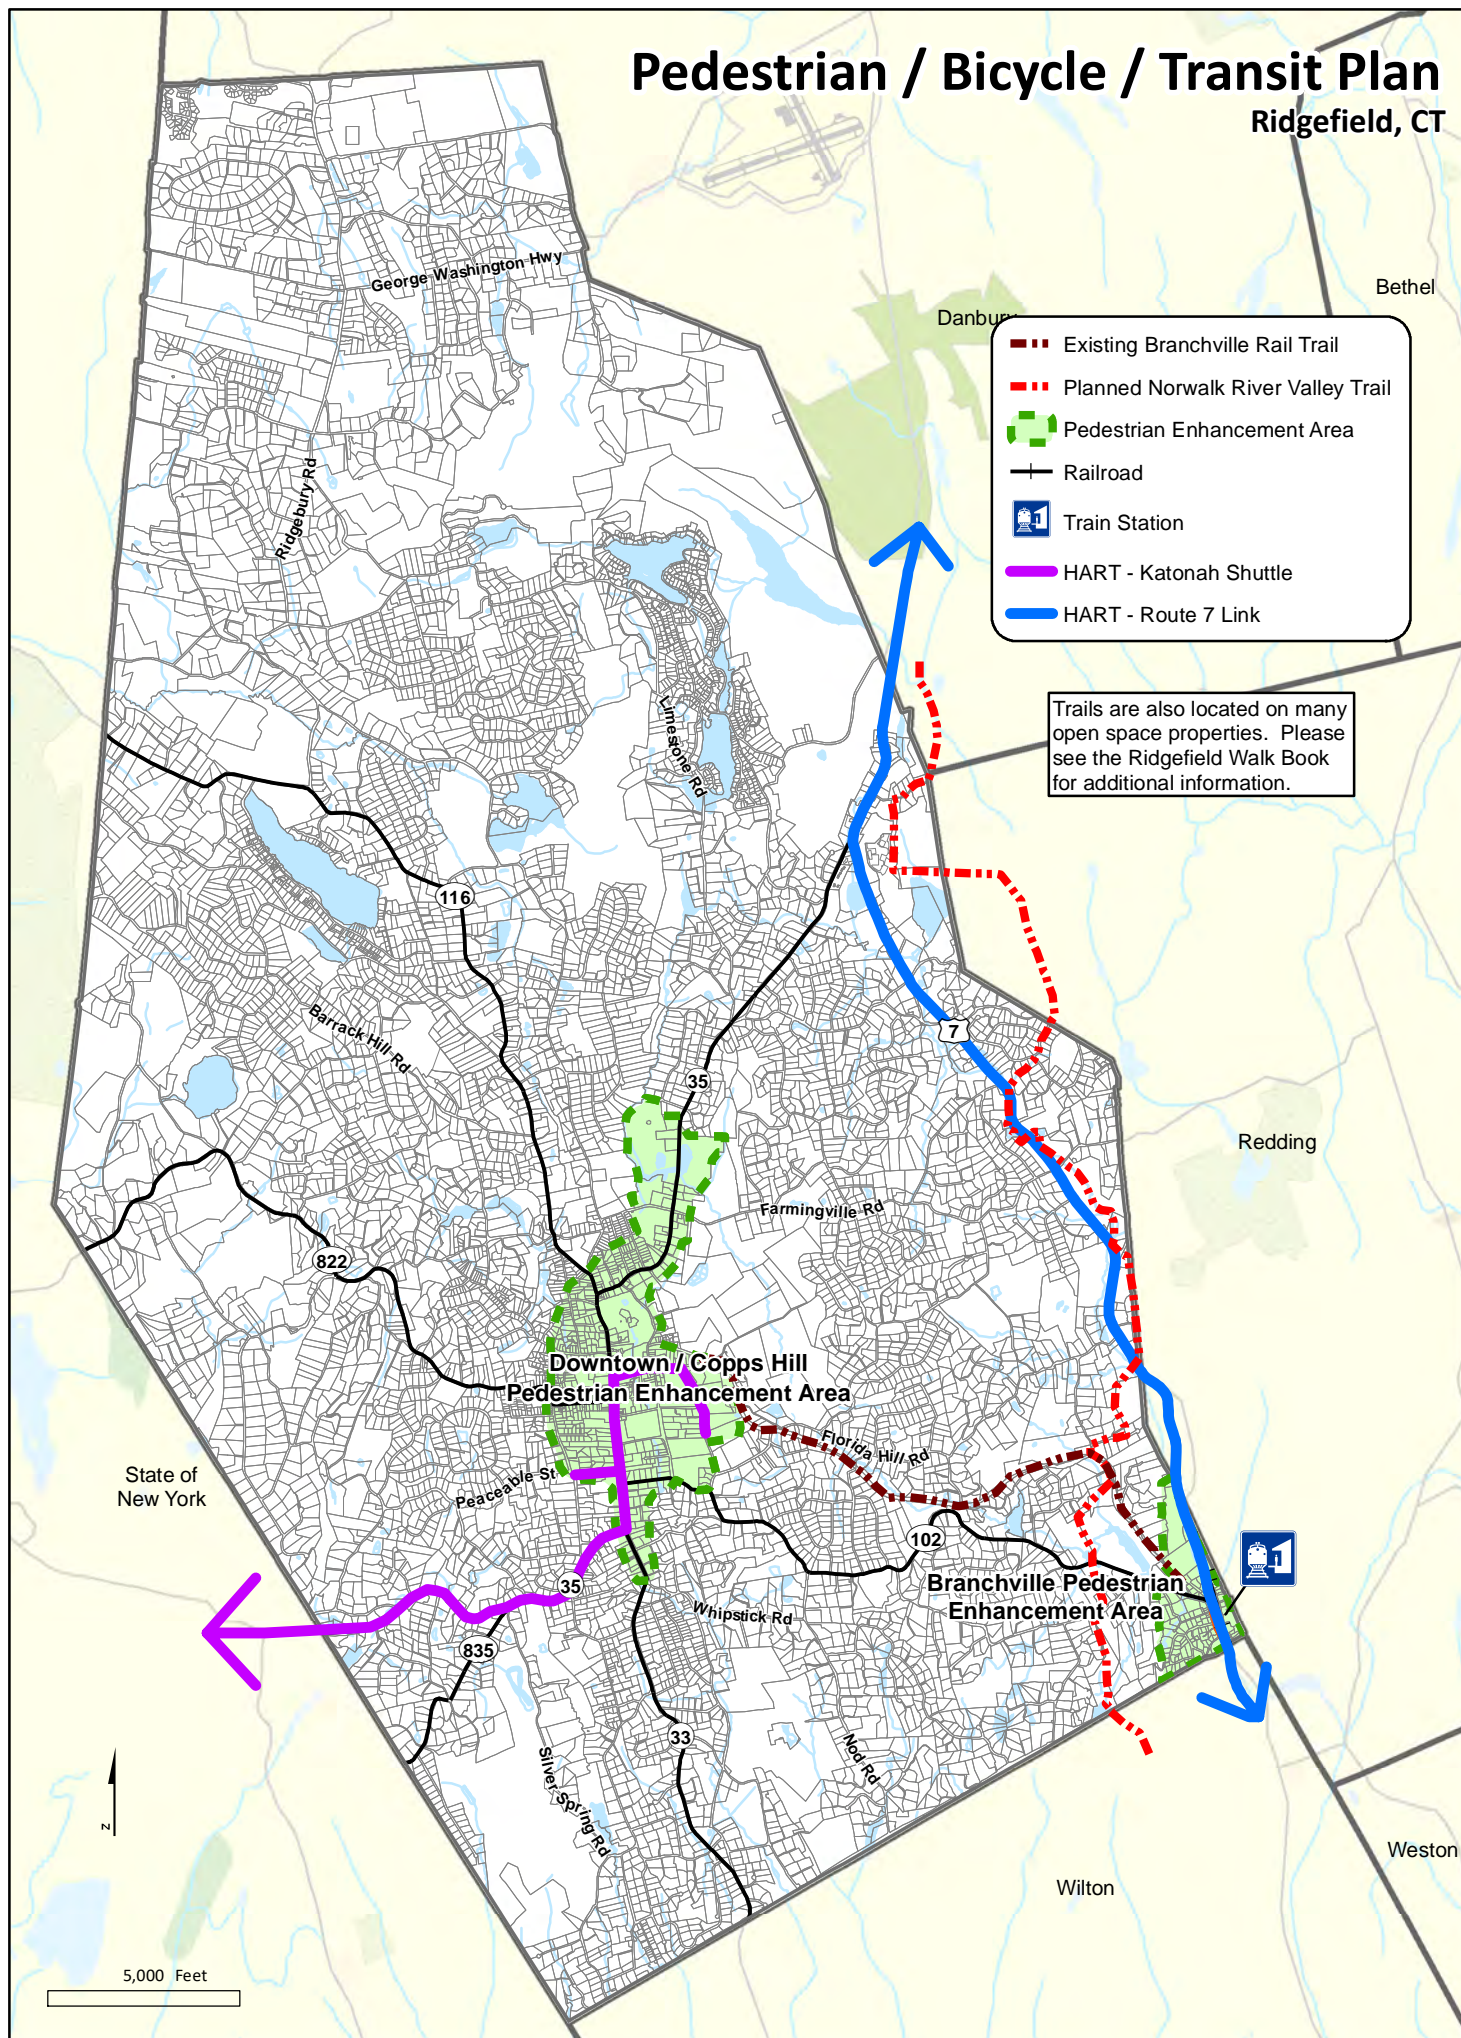 Pedestrian / Bicycle / Transit Plan
Ridgefield, CT
George Washington Hwy
Bethel
Danbury
Existing Branchville Rail Trail
Planned Norwalk River Valley Trail
Pedestrian Enhancement Area
Railroad
Train Station
HART - Katonah Shuttle
HART - Route 7 Link
Ridgebury Rd
Limestone Rd
Trails are also located on many
open space properties. Please
see the Ridgefield Walk Book
for additional information.
116
Barrack Hill Rd
7
35
Redding
Farmingville Rd
822
Downtown / Copps Hill
Pedestrian Enhancement Area
Florida Hill Rd
State of
New York
Peaceable St
102
35
Branchville Pedestrian
Enhancement Area
Whipstick Rd
835
33
Nod Rd
Silver Spring Rd
z
Weston
Wilton
5,000 Feet